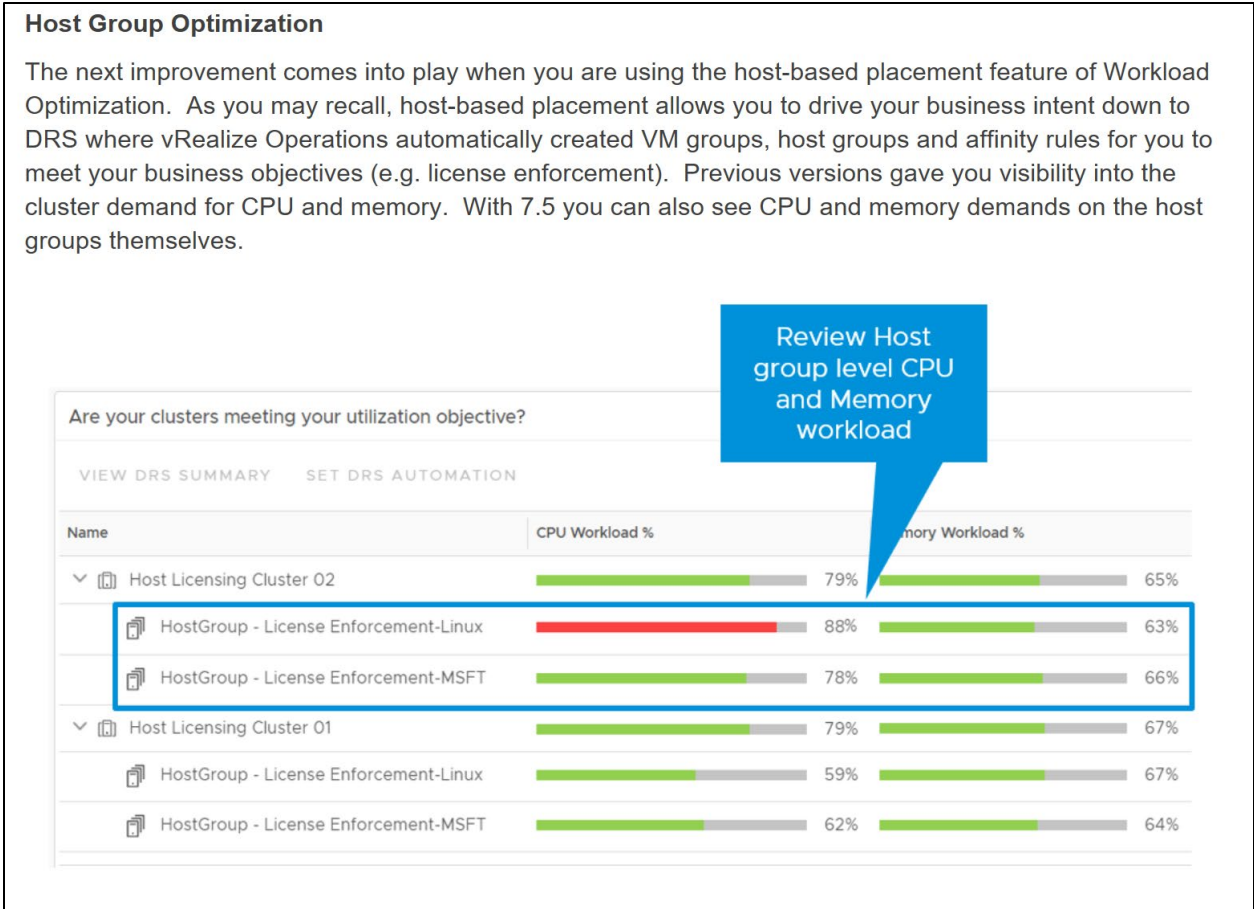 Host Group Optimization
The next improvement comes into play when you are using the host-based placement feature of Workload
Optimization.  As you may recall, host-based placement allows you to drive your business intent down to
DRS where vRealize Operations automatically created VM groups, host groups and affinity rules for you to
meet your business objectives (e.g. license enforcement).  Previous versions gave you visibility into the
cluster demand for CPU and memory.  With 7.5 you can also see CPU and memory demands on the host
groups themselves.
Review Host
group level CPU
and Memory
workload
Are your clusters meeting your utilization objective?
VIEW DRS SUMMARY SET DRS AUTOMATION
Name CPU Workload % mory Workload %
Host Licensing Cluster 02 79% 65%
HostGroup - License Enforcement-Linux 88% 63%
HostGroup - License Enforcement-MSFT 78% 66%
Host Licensing Cluster 01 79% 67%
HostGroup - License Enforcement-Linux 59% 67%
HostGroup - License Enforcement-MSFT 62% 64%